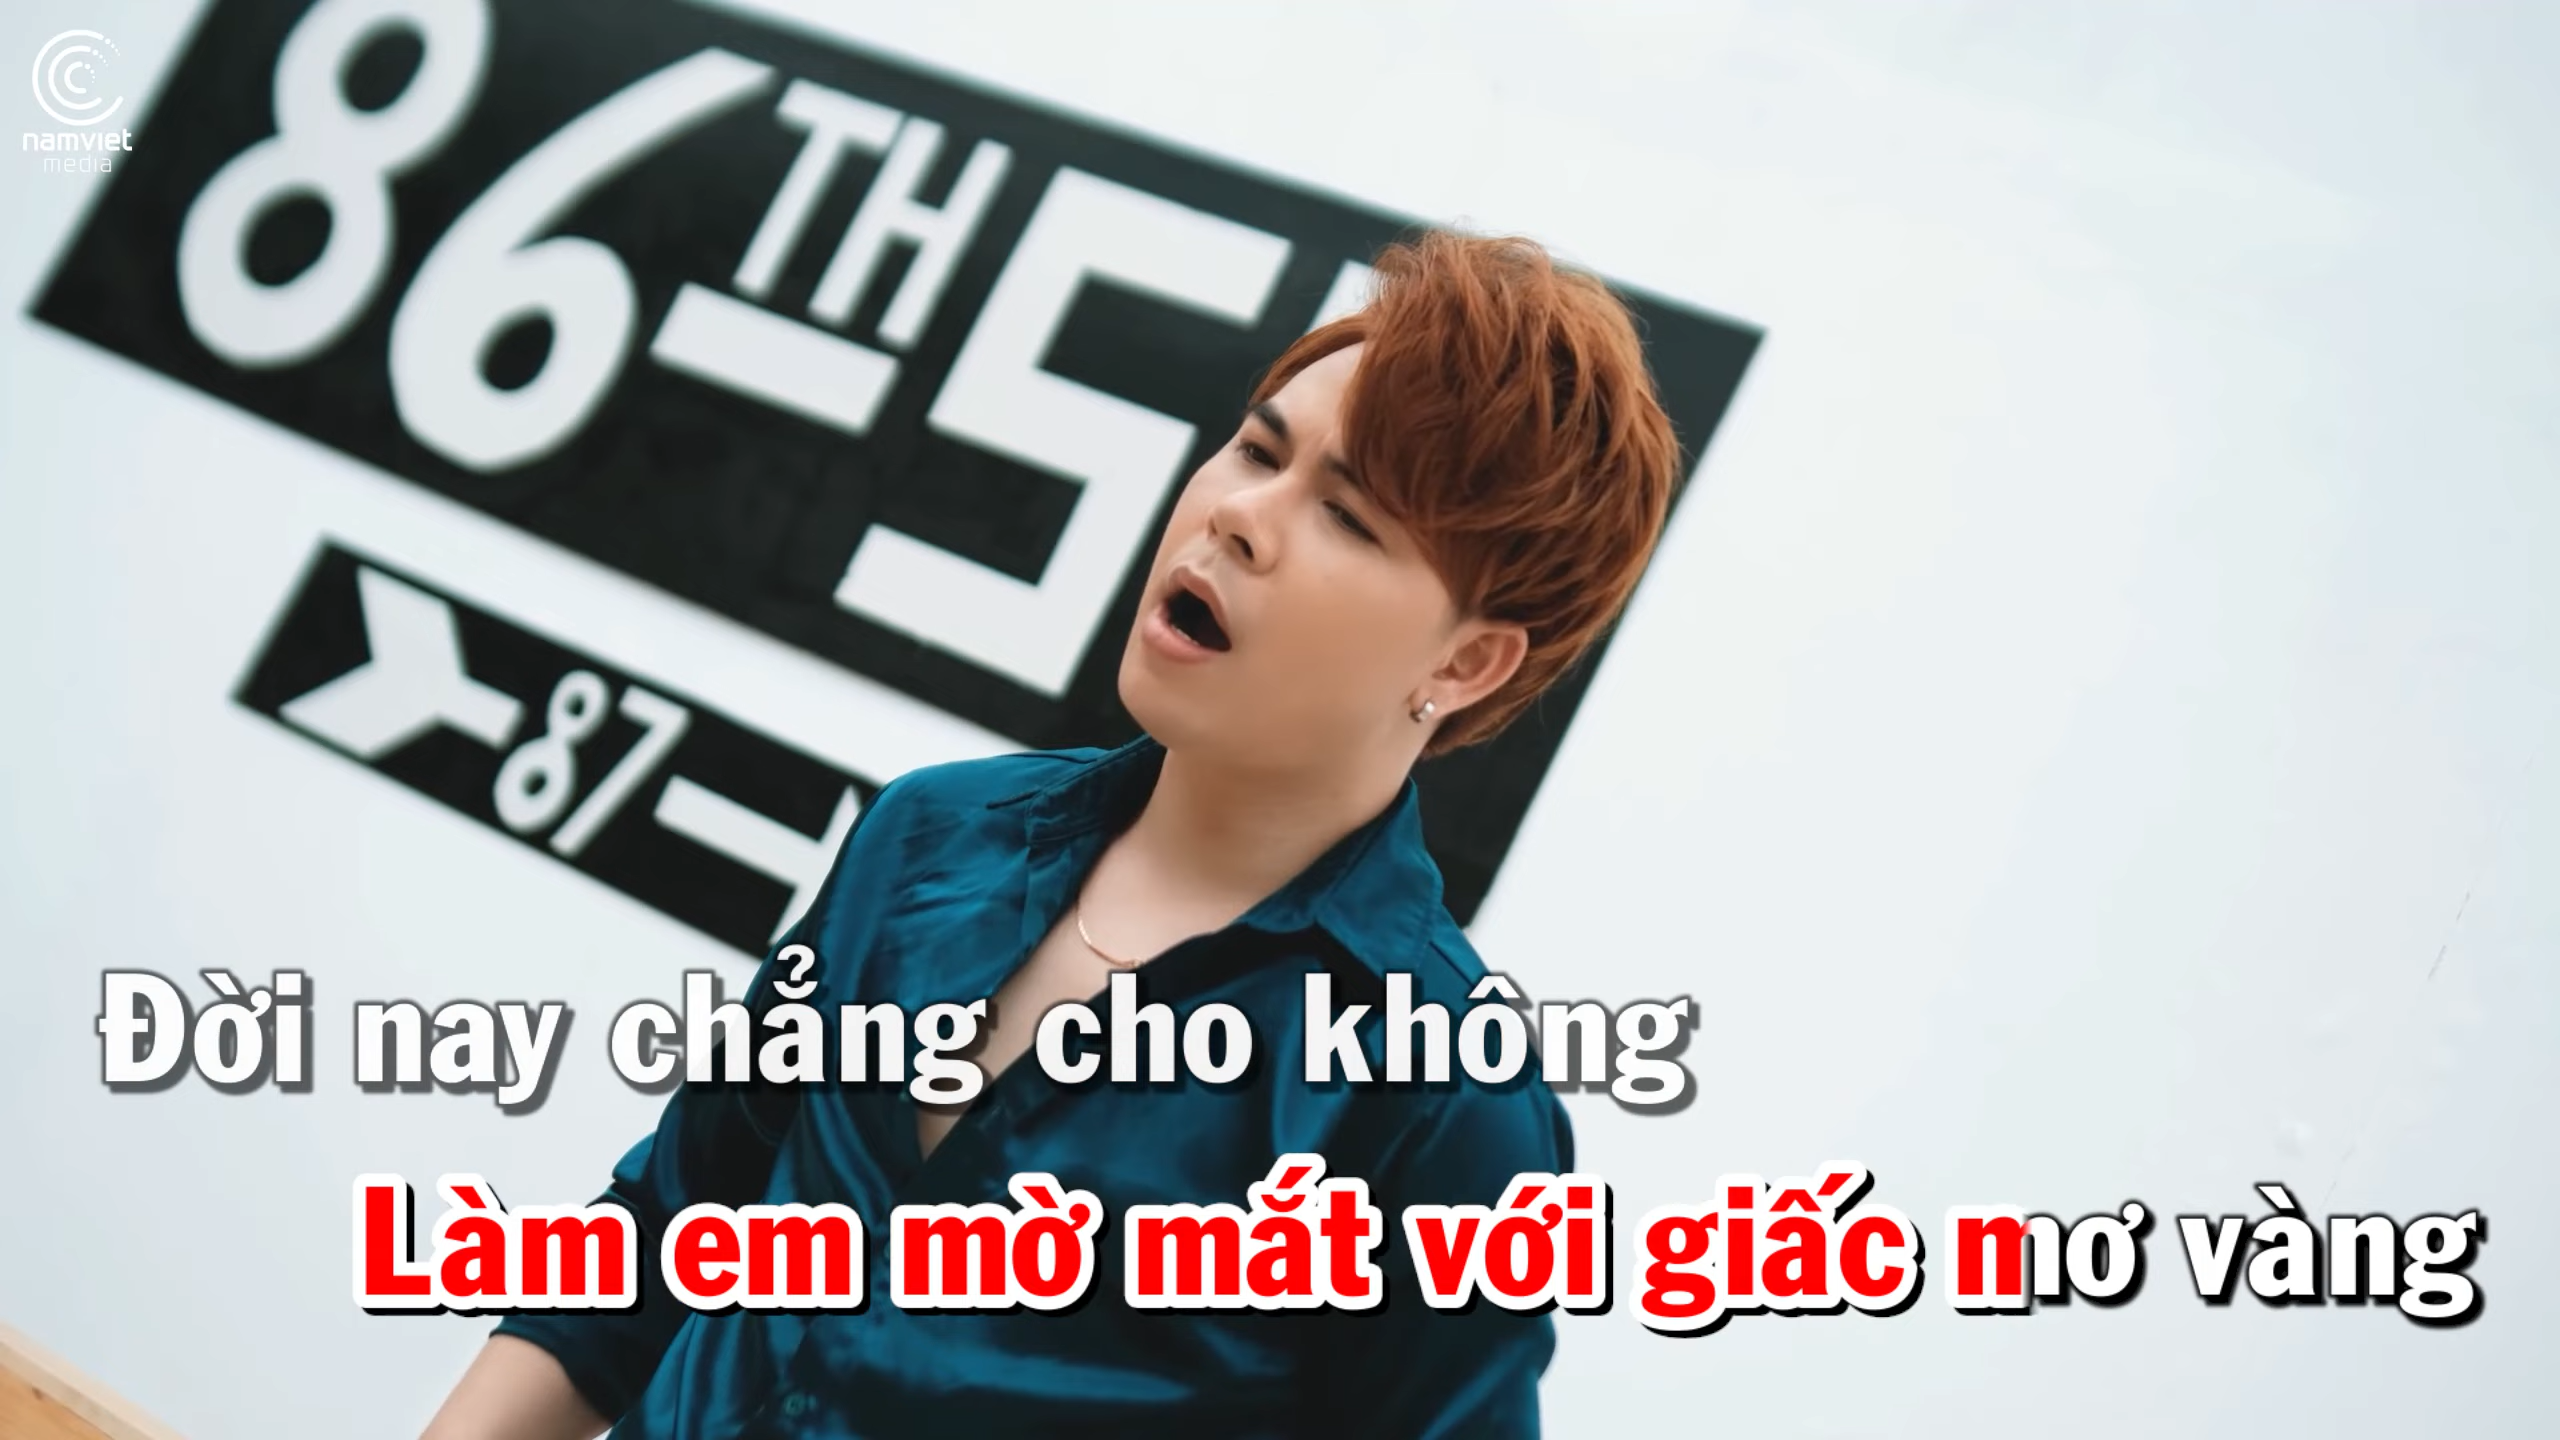 namviet
media
86TH-5
87-
Đời nay chẳng cho không
Làm em mờ mắt với giấc mơ vàng